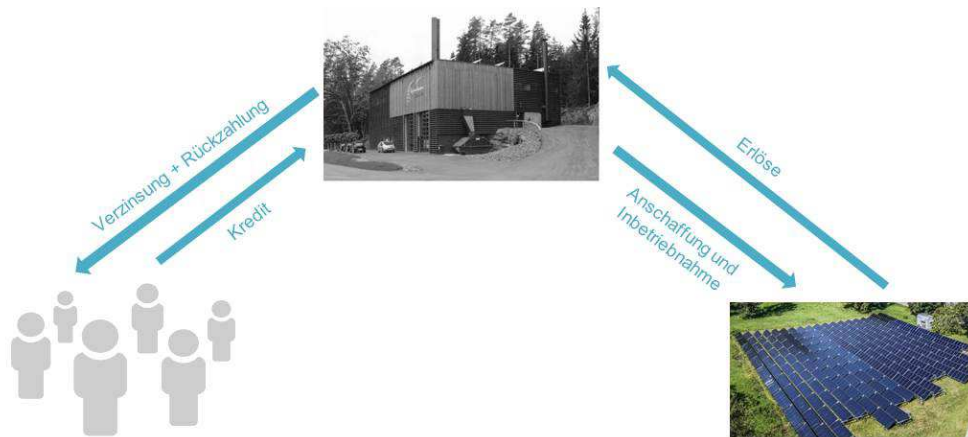 Verzinsung + Rückzahlung
Kredit
Erlöse
Anschaffung und
Inbetriebnahme